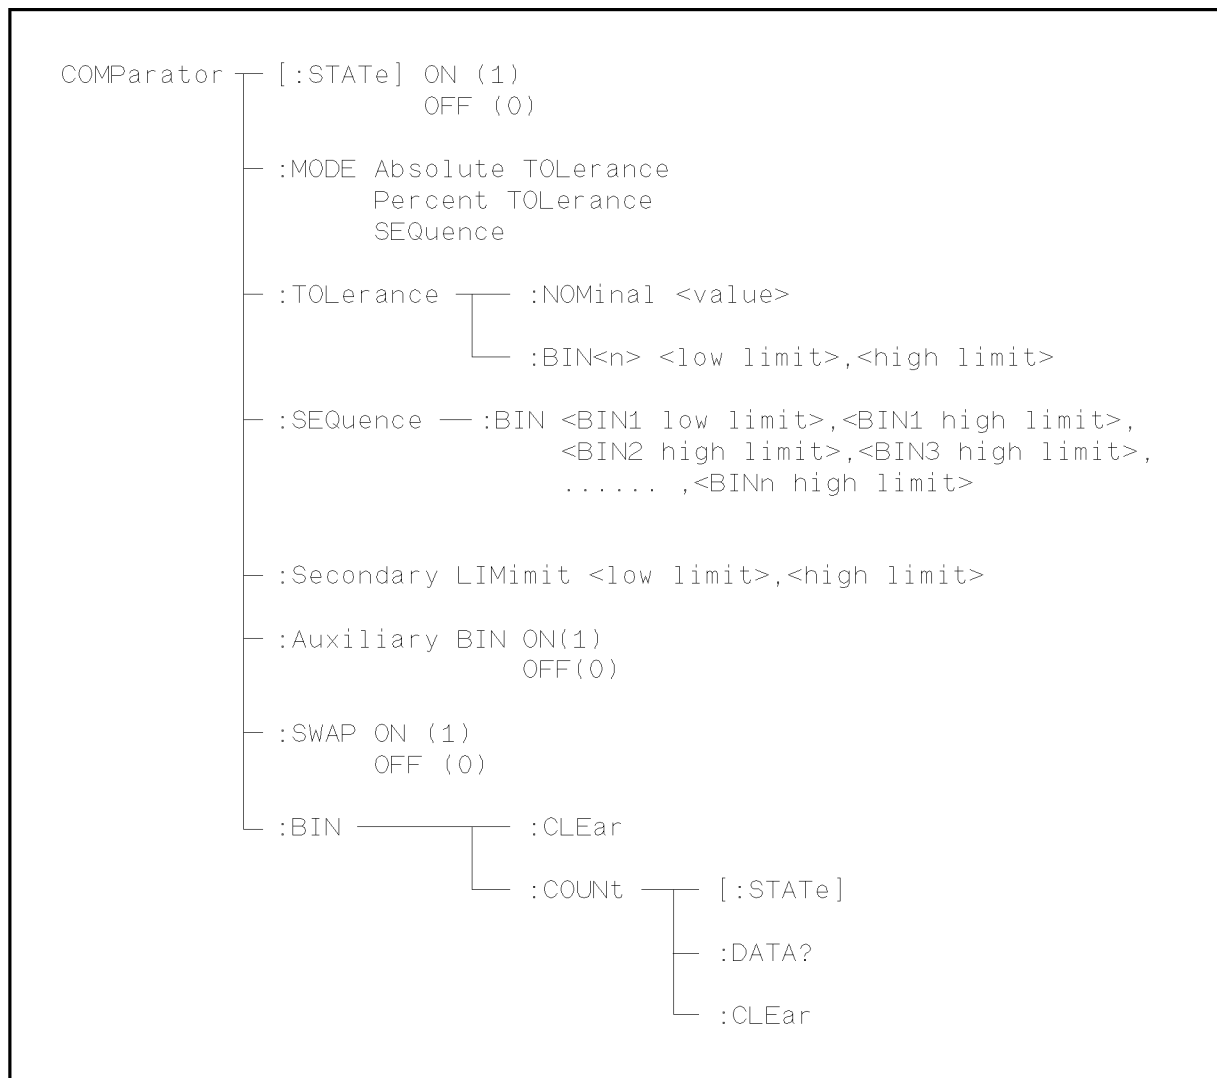 COMParator [:STATe] ON (1)
OFF (0)
:MODE Absolute TOLerance
Percent TOLerance
SEQuence
:TOLerance :NOMinal <value>
:BIN<n> <low limit>,<high limit>
:SEQuence :BIN <BIN1 low limit>,<BIN1 high limit>,
<BIN2 high limit>,<BIN3 high limit>,
...... ,<BINn high limit>
:Secondary LIMimit <low limit>,<high limit>
:Auxiliary BIN ON(1)
OFF(0)
:SWAP ON (1)
OFF (0)
:BIN :CLEar
:COUNt [:STATe]
:DATA?
:CLEar